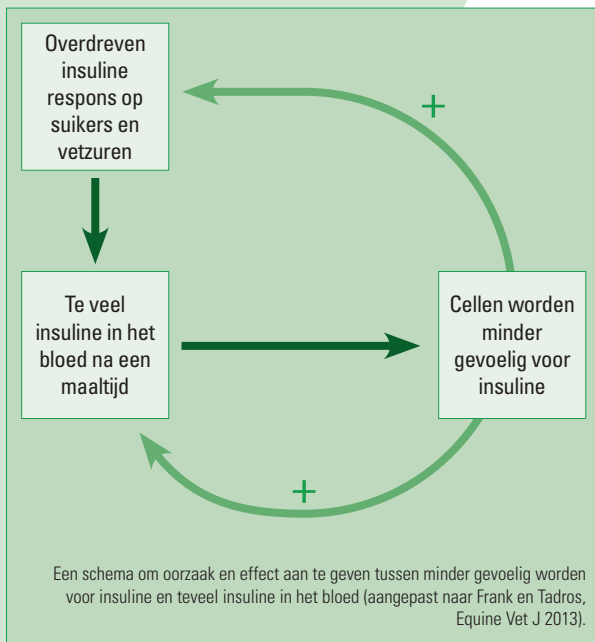 Overdreven
insuline
respons op
suikers en
vetzuren
+
Te veel
insuline in het
bloed na een
maaltijd
Cellen worden
minder
gevoelig voor
insuline
+
Een schema om oorzaak en effect aan te geven tussen minder gevoelig worden
voor insuline en teveel insuline in het bloed (aangepast naar Frank en Tadros,
Equine Vet J 2013).